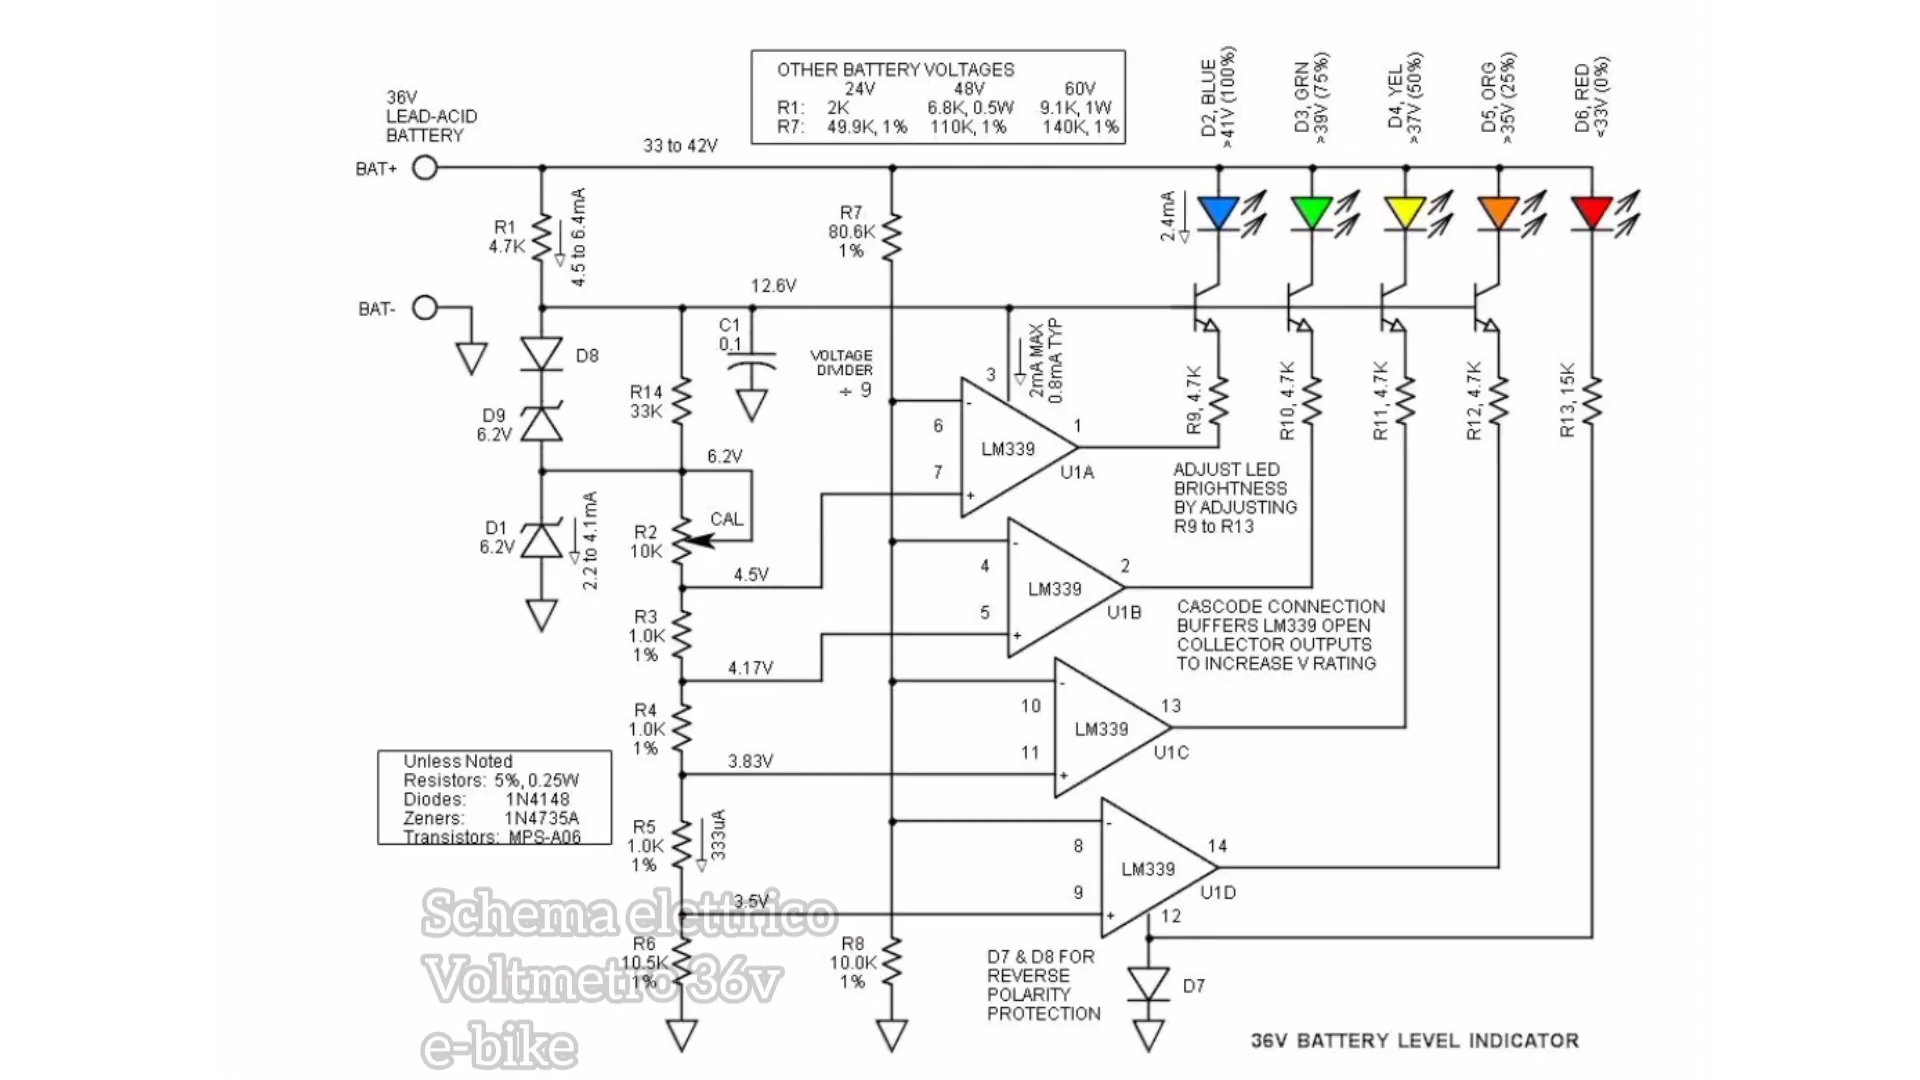 OTHER BATTERY VOLTAGES
24V 48V 60V
R1: 2K 6.8K, 0.5W 9.1K, 1W
R7: 49.9K, 1% 110K, 1% 140K, 1%
D2, BLUE
>41V (100%)
D3, GRN
>39V (75%)
D4, YEL
>37V (50%)
D5, ORG
>35V (25%)
D6, RED
<33V (0%)
36V
LEAD-ACID
BATTERY
33 to 42V
BAT+
R1
4.7K
4.5 to 6.4mA
R7
80.6K
1%
2.4mA
BAT-
12.6V
D8
C1
0.1
VOLTAGE
DIVIDER
÷ 9
2mA MAX
0.8mA TYP
R14
33K
D9
6.2V
3
-
6
1
LM339
7
U1A
+
R9, 4.7K
R10, 4.7K
R11, 4.7K
R12, 4.7K
R13, 15K
6.2V
CAL
D1
6.2V
2.2 to 4.1mA
R2
10K
ADJUST LED
BRIGHTNESS
BY ADJUSTING
R9 to R13
4.5V
-
4
2
LM339
5
U1B
+
R3
1.0K
1%
CASCODE CONNECTION
BUFFERS LM339 OPEN
COLLECTOR OUTPUTS
TO INCREASE V RATING
4.17V
-
10
13
LM339
11
U1C
+
R4
1.0K
1%
3.83V
Unless Noted
Resistors: 5%, 0.25W
Diodes: 1N4148
Zeners: 1N4735A
Transistors: MPS-A06
R5
1.0K
1%
333uA
-
8
14
LM339
9
U1D
+
12
3.5V
Schema elettrico
Voltmetro 36v
e-bike
R6
10.5K
1%
R8
10.0K
1%
D7 & D8 FOR
REVERSE
POLARITY
PROTECTION
D7
36V BATTERY LEVEL INDICATOR